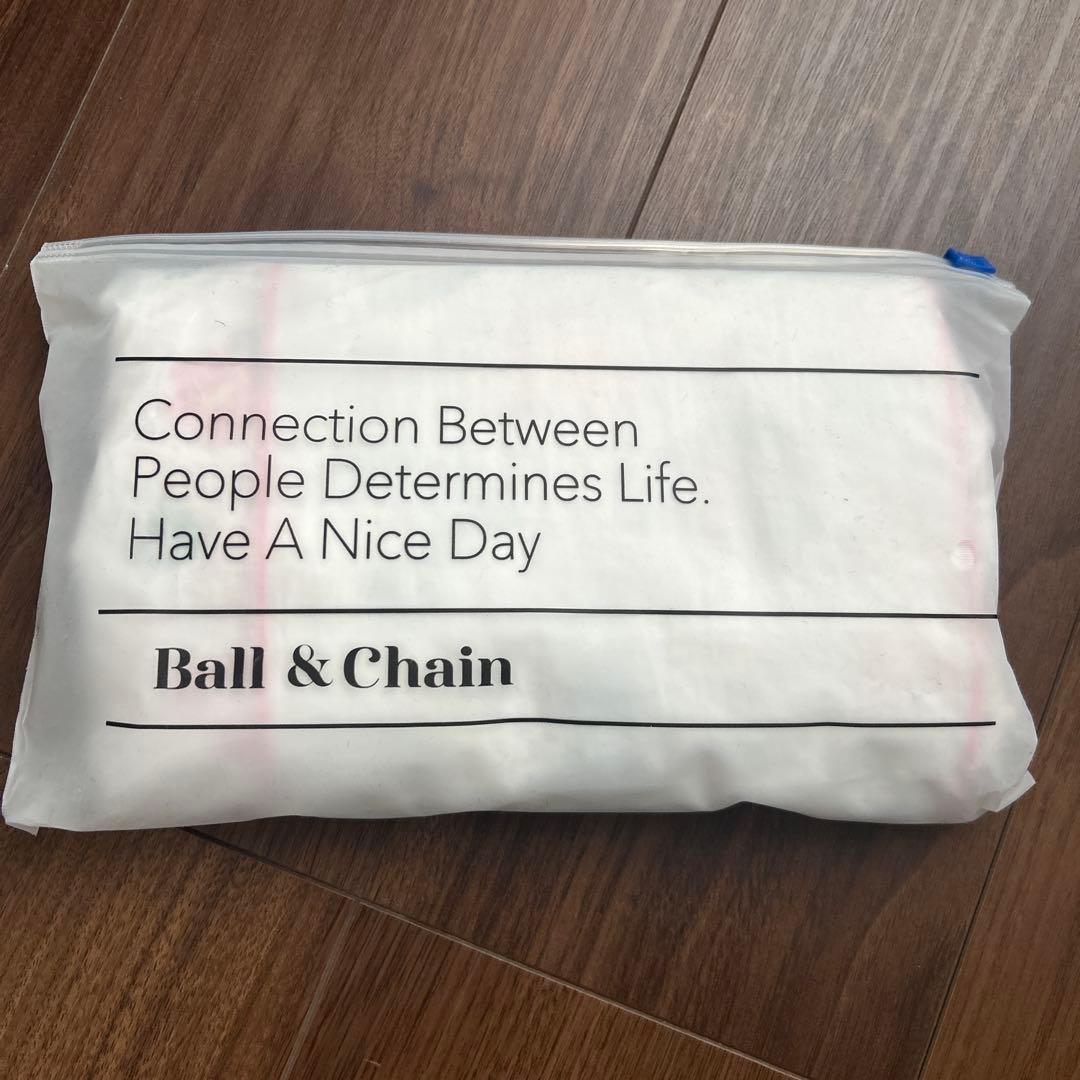 Connection Between
People Determines Life.
Have A Nice Day
Ball & Chain